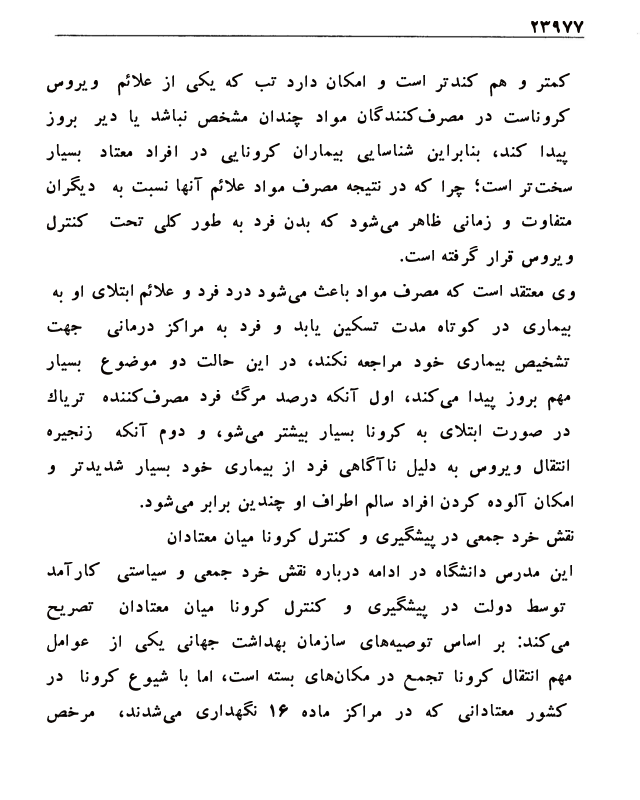 ۲۳۹۷۷
کمتر و هم کندتر است و امکان دارد تب که یکی از علائم ویروس
کروناست در مصرف‌کنندگان مواد چندان مشخص نباشد یا دیر بروز
پیدا کند، بنابراین شناسایی بیماران کرونایی در افراد معتاد بسیار
سخت‌تر است؛ چرا که در نتیجه مصرف مواد علائم آنها نسبت به دیگران
متفاوت و زمانی ظاهر می‌شود که بدن فرد به طور کلی تحت کنترل
ویروس قرار گرفته است.
وی معتقد است که مصرف مواد باعث می‌شود درد فرد و علائم ابتلای او به
بیماری در کوتاه مدت تسکین یابد و فرد به مراکز درمانی جهت
تشخیص بیماری خود مراجعه نکند، در این حالت دو موضوع بسیار
مهم بروز پیدا می‌کند، اول آنکه درصد مرگ فرد مصرف‌کننده تریاک
در صورت ابتلای به کرونا بسیار بیشتر می‌شو، و دوم آنکه زنجیره
انتقال ویروس به دلیل ناآگاهی فرد از بیماری خود بسیار شدیدتر و
امکان آلوده کردن افراد سالم اطراف او چندین برابر می‌شود.
نقش خرد جمعی در پیشگیری و کنترل کرونا میان معتادان
این مدرس دانشگاه در ادامه درباره نقش خرد جمعی و سیاستی کارآمد
توسط دولت در پیشگیری و کنترل کرونا میان معتادان تصریح
می‌کند: بر اساس توصیه‌های سازمان بهداشت جهانی یکی از عوامل
مهم انتقال کرونا تجمع در مکان‌های بسته است، اما با شیوع کرونا در
کشور معتادانی که در مراکز ماده ۱۶ نگهداری می‌شدند، مرخص